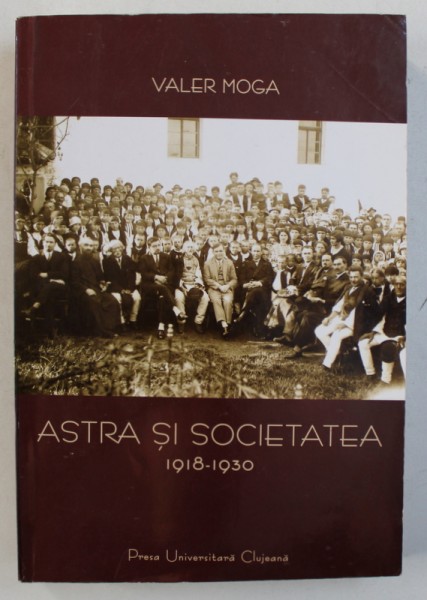 VALER MOGA
ASTRA ȘI SOCIETATEA
1918-1930
Presa Universitară Clujeană